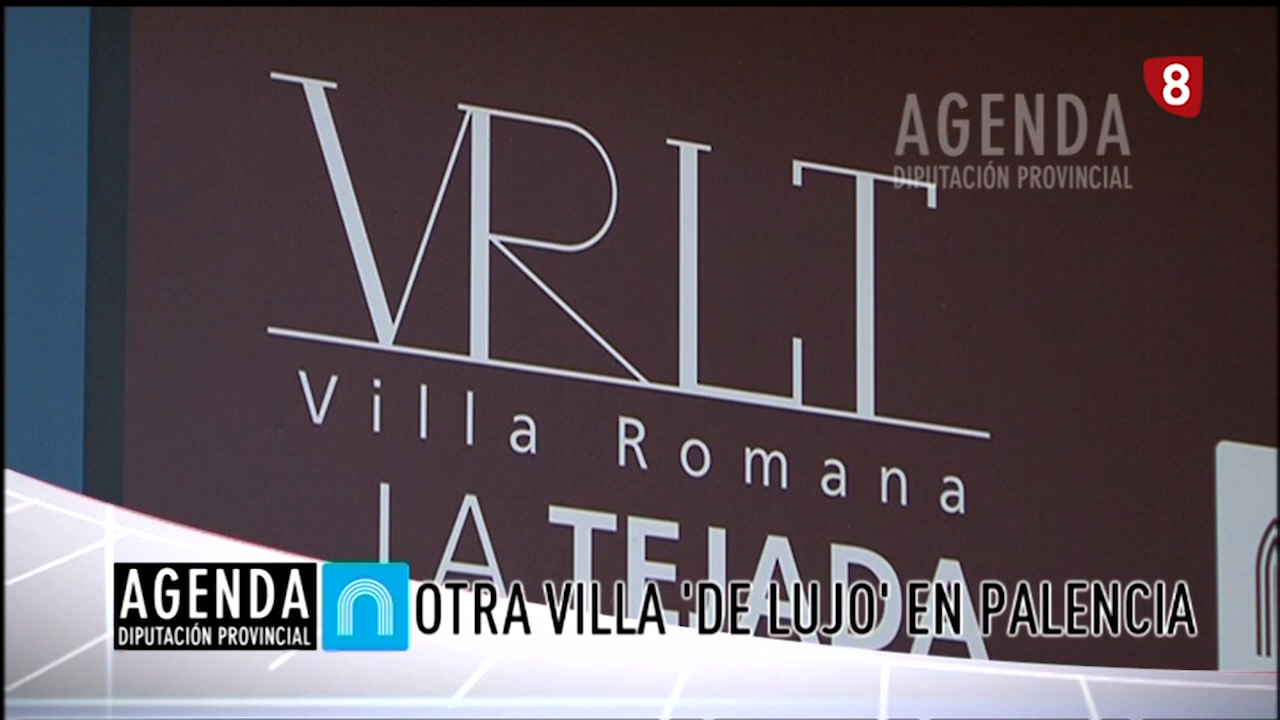 8
AGENDA
DIPUTACIÓN PROVINCIAL
VRLT
Villa Romana
LA TEJADA
AGENDA
DIPUTACIÓN PROVINCIAL
OTRA VILLA 'DE LUJO' EN PALENCIA